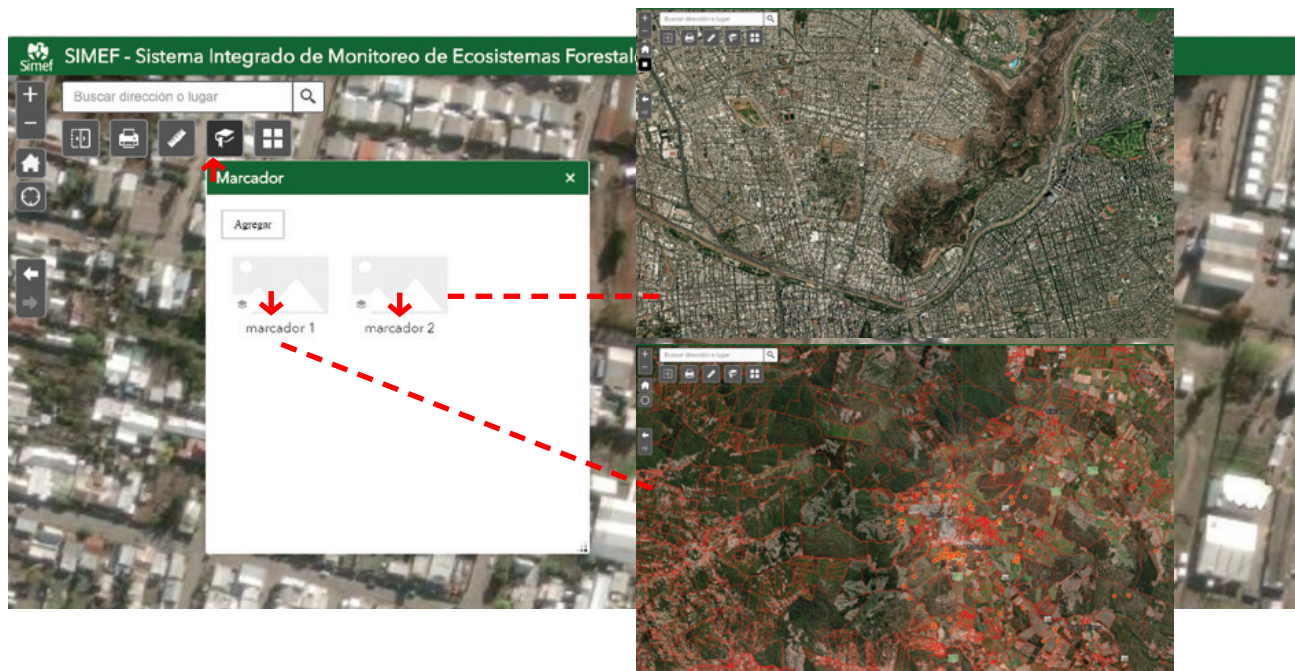 Simef
SIMEF - Sistema Integrado de Monitoreo de Ecosistemas Forestal
Buscar dirección o lugar
Marcador
Agregar
marcador 1
marcador 2
Buscar dirección o lugar
Buscar dirección o lugar